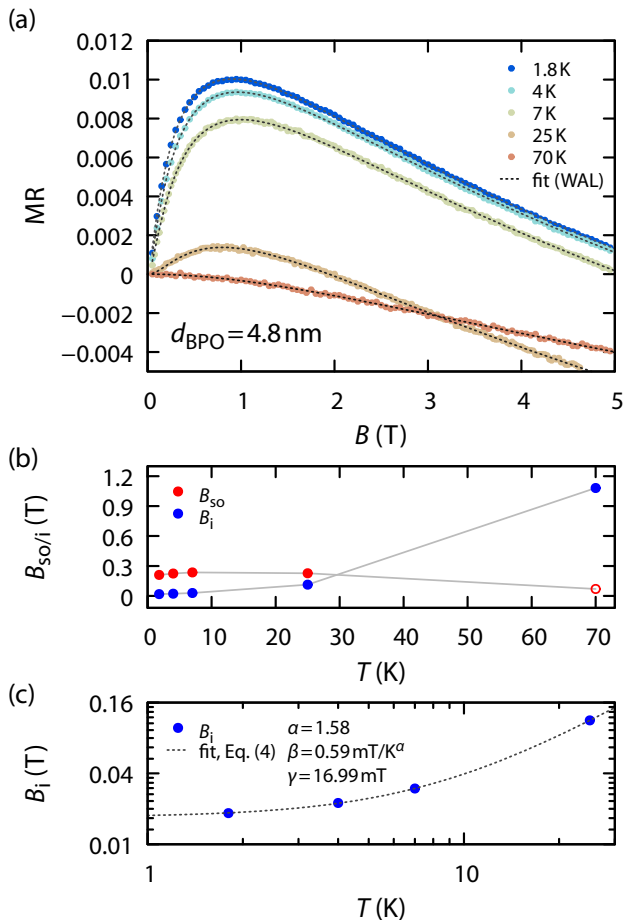 (a)
0.012
0.01
0.008
0.006
0.004
0.002
0
−0.002
−0.004
MR
1.8 K
4 K
7 K
25 K
70 K
fit (WAL)
d_BPO = 4.8 nm
0 1 2 3 4 5
B (T)
(b)
1.2
0.9
0.6
0.3
0
B_so/i (T)
B_so
B_i
0 10 20 30 40 50 60 70
T (K)
(c)
0.16
0.04
0.01
B_i (T)
B_i α = 1.58
fit, Eq. (4) β = 0.59 mT/K^α
γ = 16.99 mT
1 10
T (K)